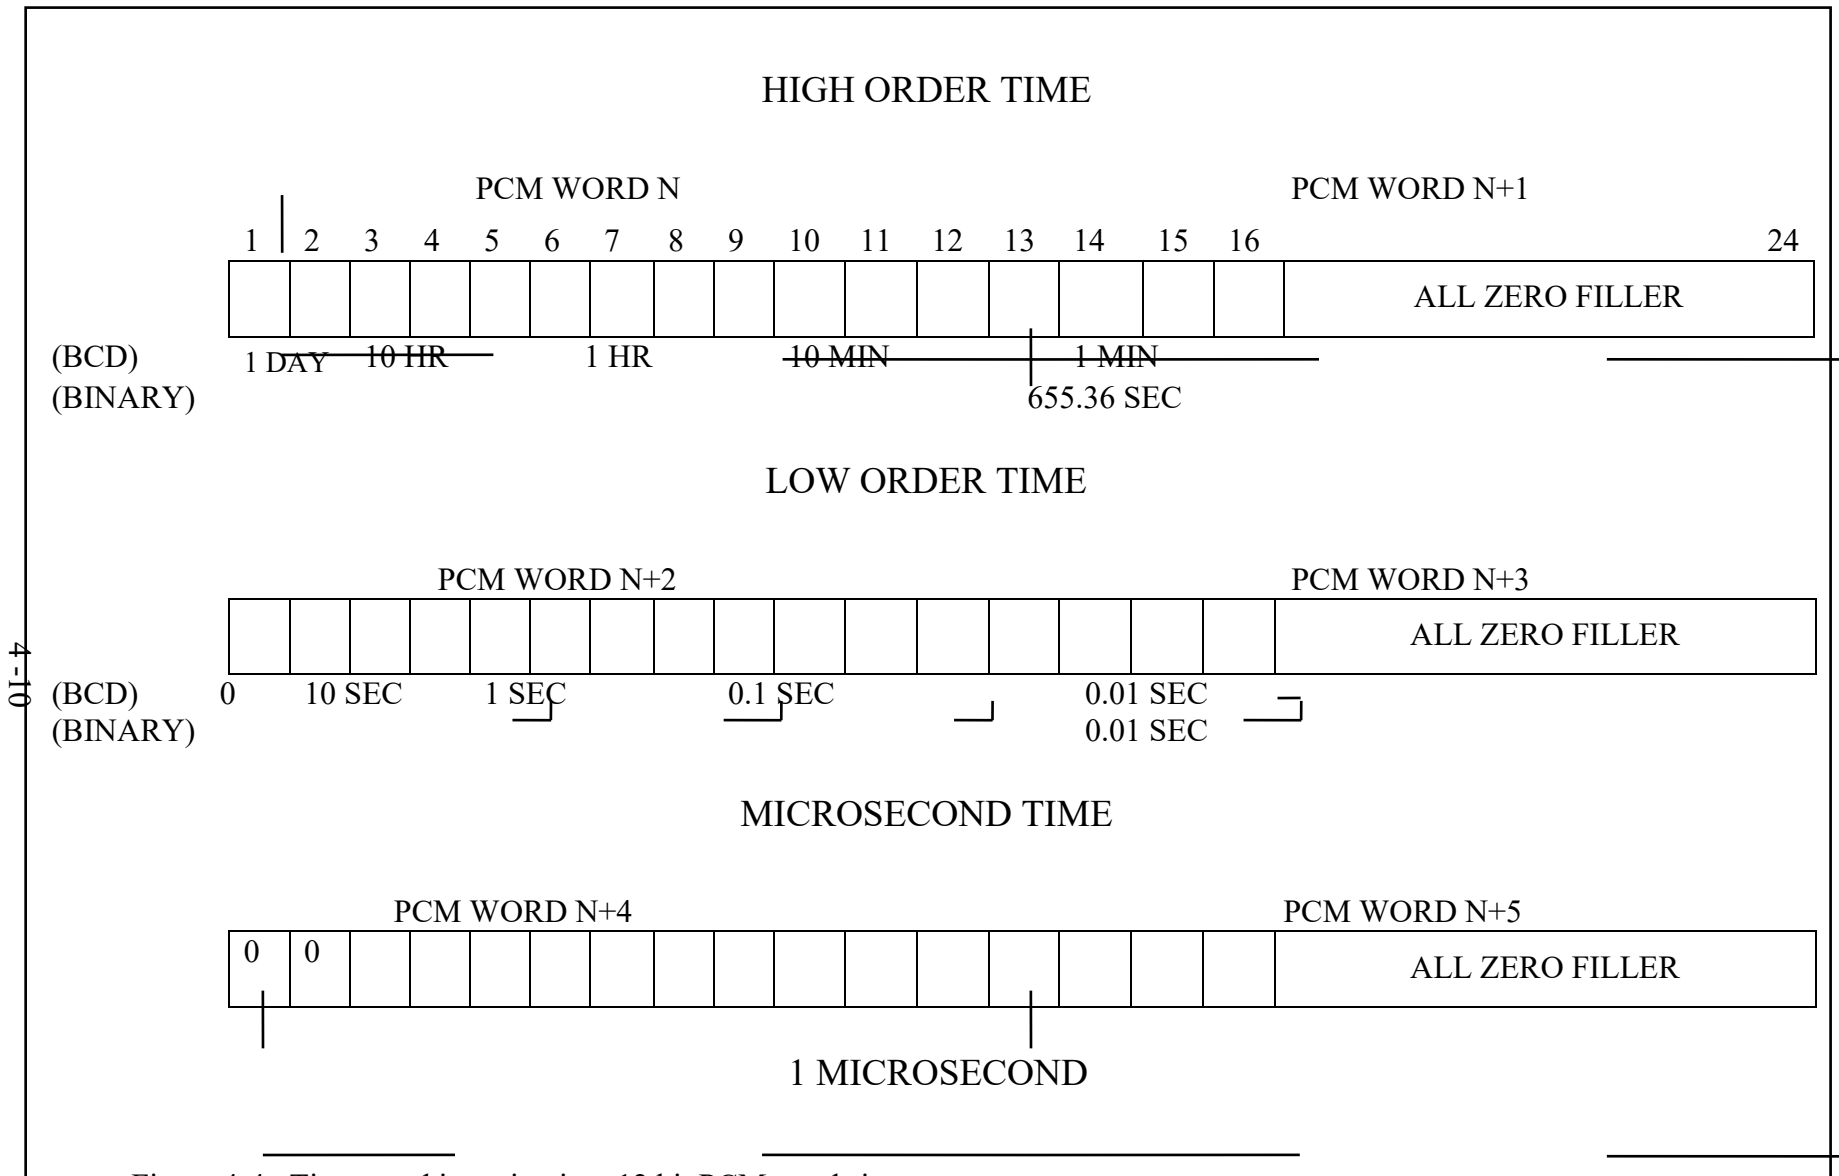 HIGH ORDER TIME
PCM WORD N PCM WORD N+1
1 2 3 4 5 6 7 8 9 10 11 12 13 14 15 16 24
ALL ZERO FILLER
(BCD) 1 DAY 10 HR 1 HR 10 MIN 1 MIN
(BINARY) 655.36 SEC
LOW ORDER TIME
PCM WORD N+2 PCM WORD N+3
ALL ZERO FILLER
4-10
(BCD) 0 10 SEC 1 SEC 0.1 SEC 0.01 SEC
(BINARY) 0.01 SEC
MICROSECOND TIME
PCM WORD N+4 PCM WORD N+5
0 0 ALL ZERO FILLER
1 MICROSECOND